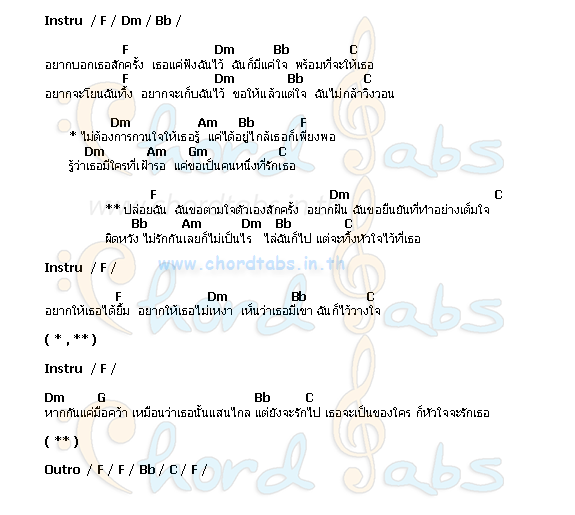 Instru / F / Dm / Bb /
F Dm Bb C
อยากบอกเธอสักครั้ง เธอแค่ฟังฉันไว้ ฉันก็มีแค่ใจ พร้อมที่จะให้เธอ
F Dm Bb C
อยากจะโยนฉันทิ้ง อยากจะเก็บฉันไว้ ขอให้แล้วแต่ใจ ฉันไม่กล้าวิงวอน
Dm Am Bb F
* ไม่ต้องการกวนใจให้เธอรู้ แค่ได้อยู่ใกล้เธอก็เพียงพอ
Dm Am Gm C
รู้ว่าเธอมีใครที่เฝ้ารอ แค่ขอเป็นคนหนึ่งที่รักเธอ
F Dm C
** ปล่อยฉัน ฉันขอตามใจตัวเองสักครั้ง อยากฝัน ฉันขอยืนยันที่ทำอย่างเต็มใจ
Bb Am Dm Bb C
ผิดหวัง ไม่รักกันเลยก็ไม่เป็นไร ไล่ฉันก็ไป แต่จะทิ้งหัวใจไว้ที่เธอ
www.chordtabs.in.th
Instru / F /
F Dm Bb C
อยากให้เธอได้ยิ้ม อยากให้เธอไม่เหงา เห็นว่าเธอมีเขา ฉันก็ไว้วางใจ
( * , ** )
Instru / F /
Dm G Bb C
หากกันแค่มือคว้า เหมือนว่าเธอนั้นแสนไกล แต่ยังจะรักไป เธอจะเป็นของใคร ก็หัวใจจะรักเธอ
( ** )
Outro / F / F / Bb / C / F /
Chord Tabs
Chord Tabs
Chord Tabs